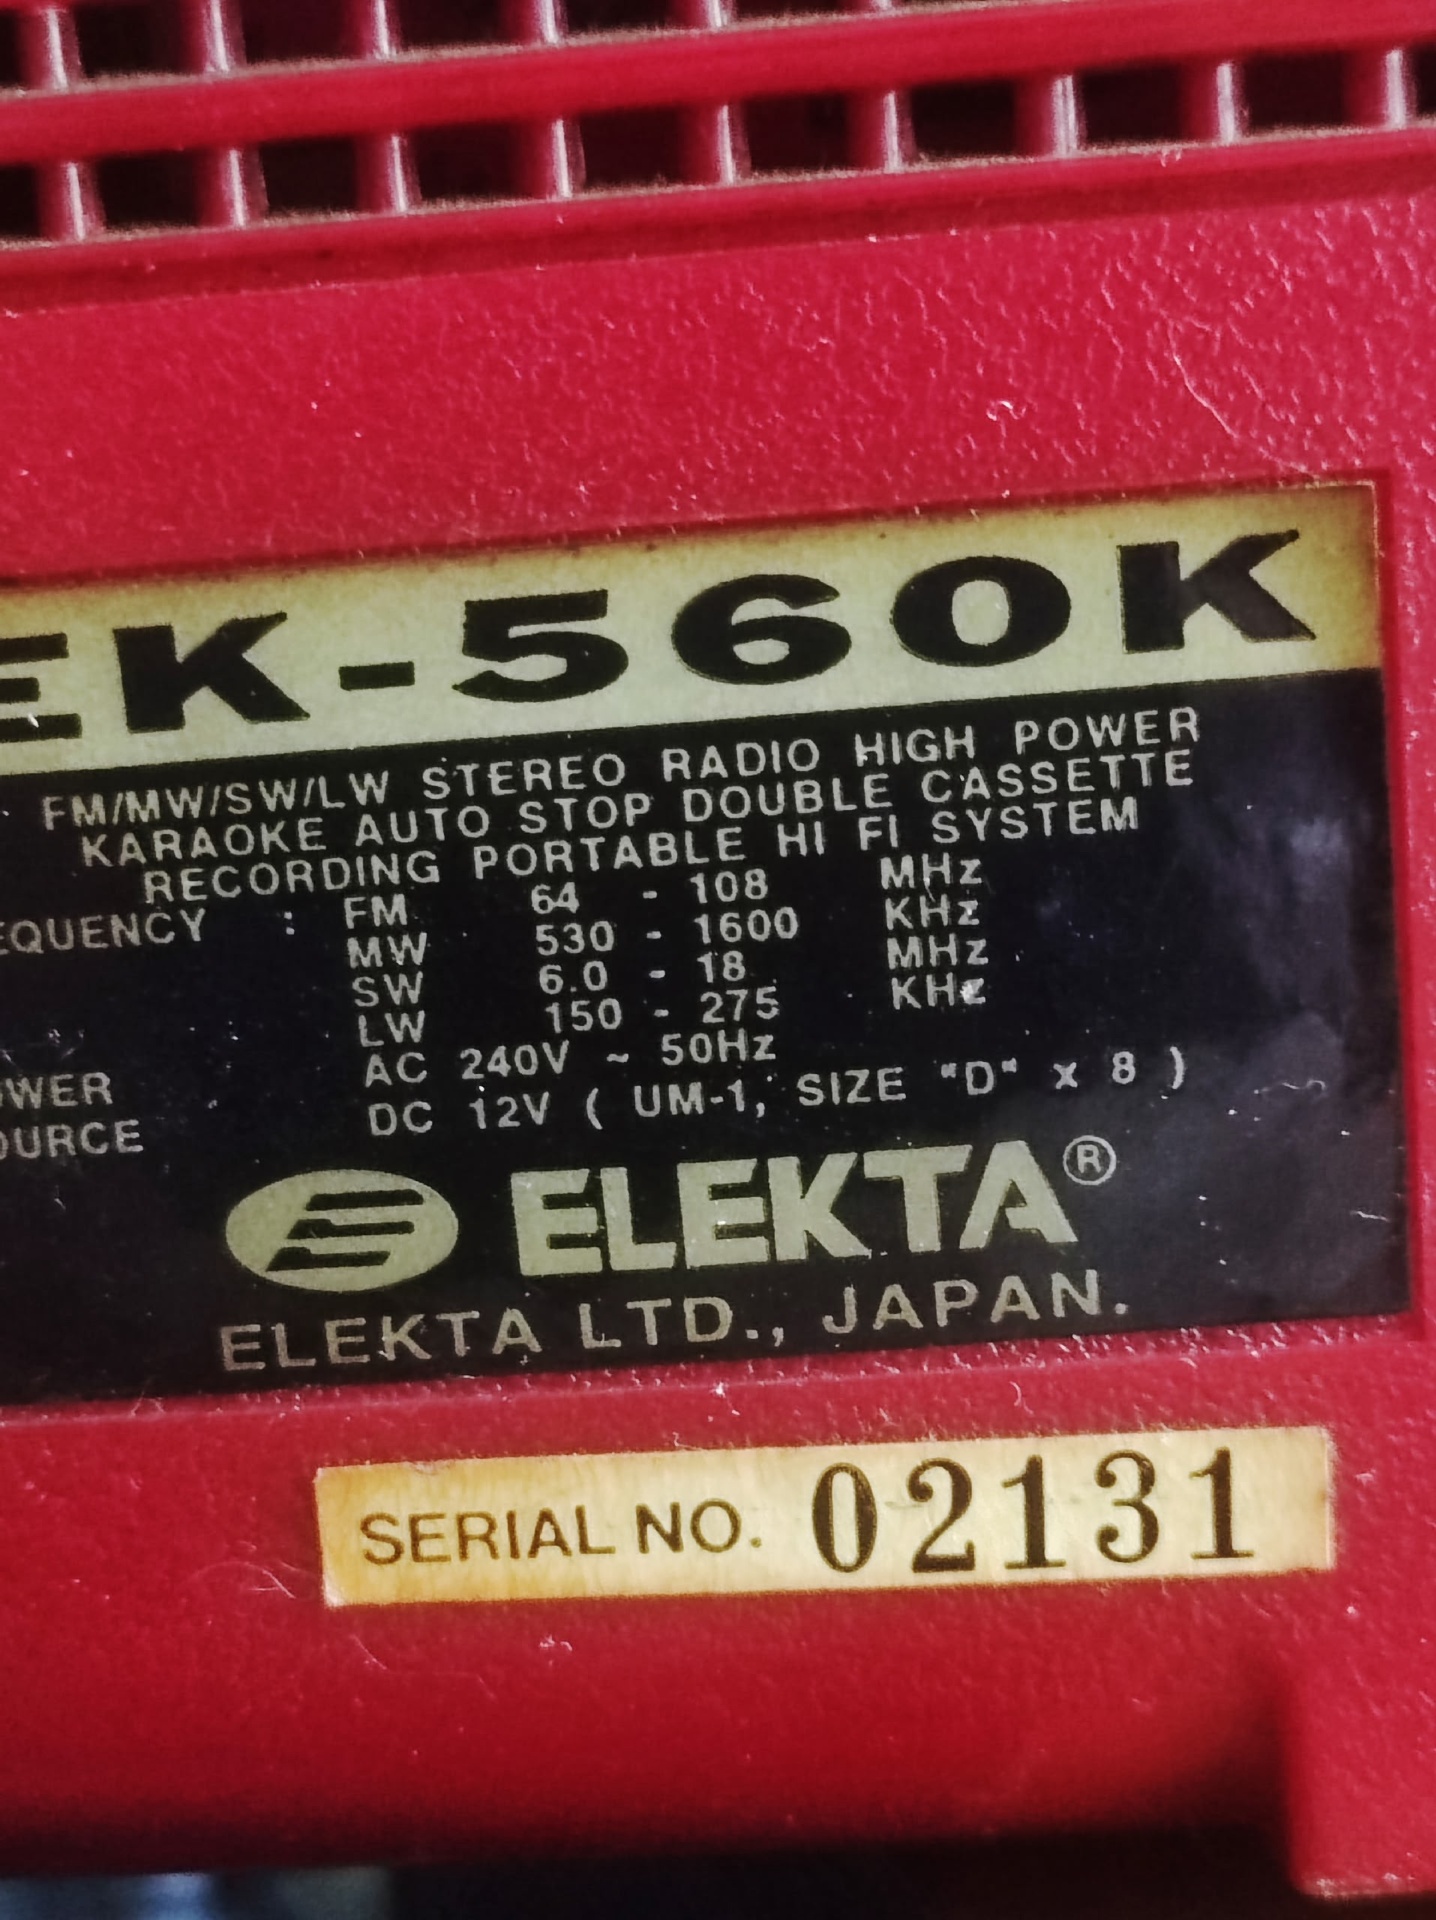 EK-560K
FM/MW/SW/LW STEREO RADIO HIGH POWER
KARAOKE AUTO STOP DOUBLE CASSETTE
RECORDING PORTABLE HI FI SYSTEM
EQUENCY : FM 64 - 108 MHz
MW 530 - 1600 KHz
SW 6.0 - 18 MHz
LW 150 - 275 KHz
OWER AC 240V ~ 50Hz
OURCE DC 12V ( UM-1, SIZE "D" x 8 )
ELEKTA®
ELEKTA LTD., JAPAN.
SERIAL NO. 02131